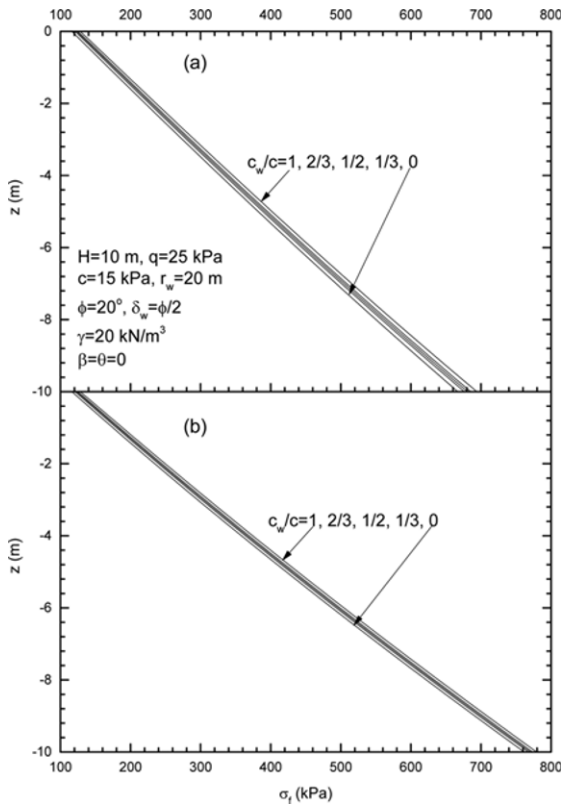 100 200 300 400 500 600 700 800
0
(a)
-2
c_w/c=1, 2/3, 1/2, 1/3, 0
-4
z (m)
-6
H=10 m, q=25 kPa
c=15 kPa, r_w=20 m
ϕ=20°, δ_w=ϕ/2
γ=20 kN/m³
β=θ=0
-8
-10
(b)
-2
c_w/c=1, 2/3, 1/2, 1/3, 0
-4
z (m)
-6
-8
-10
100 200 300 400 500 600 700 800
σ_f (kPa)